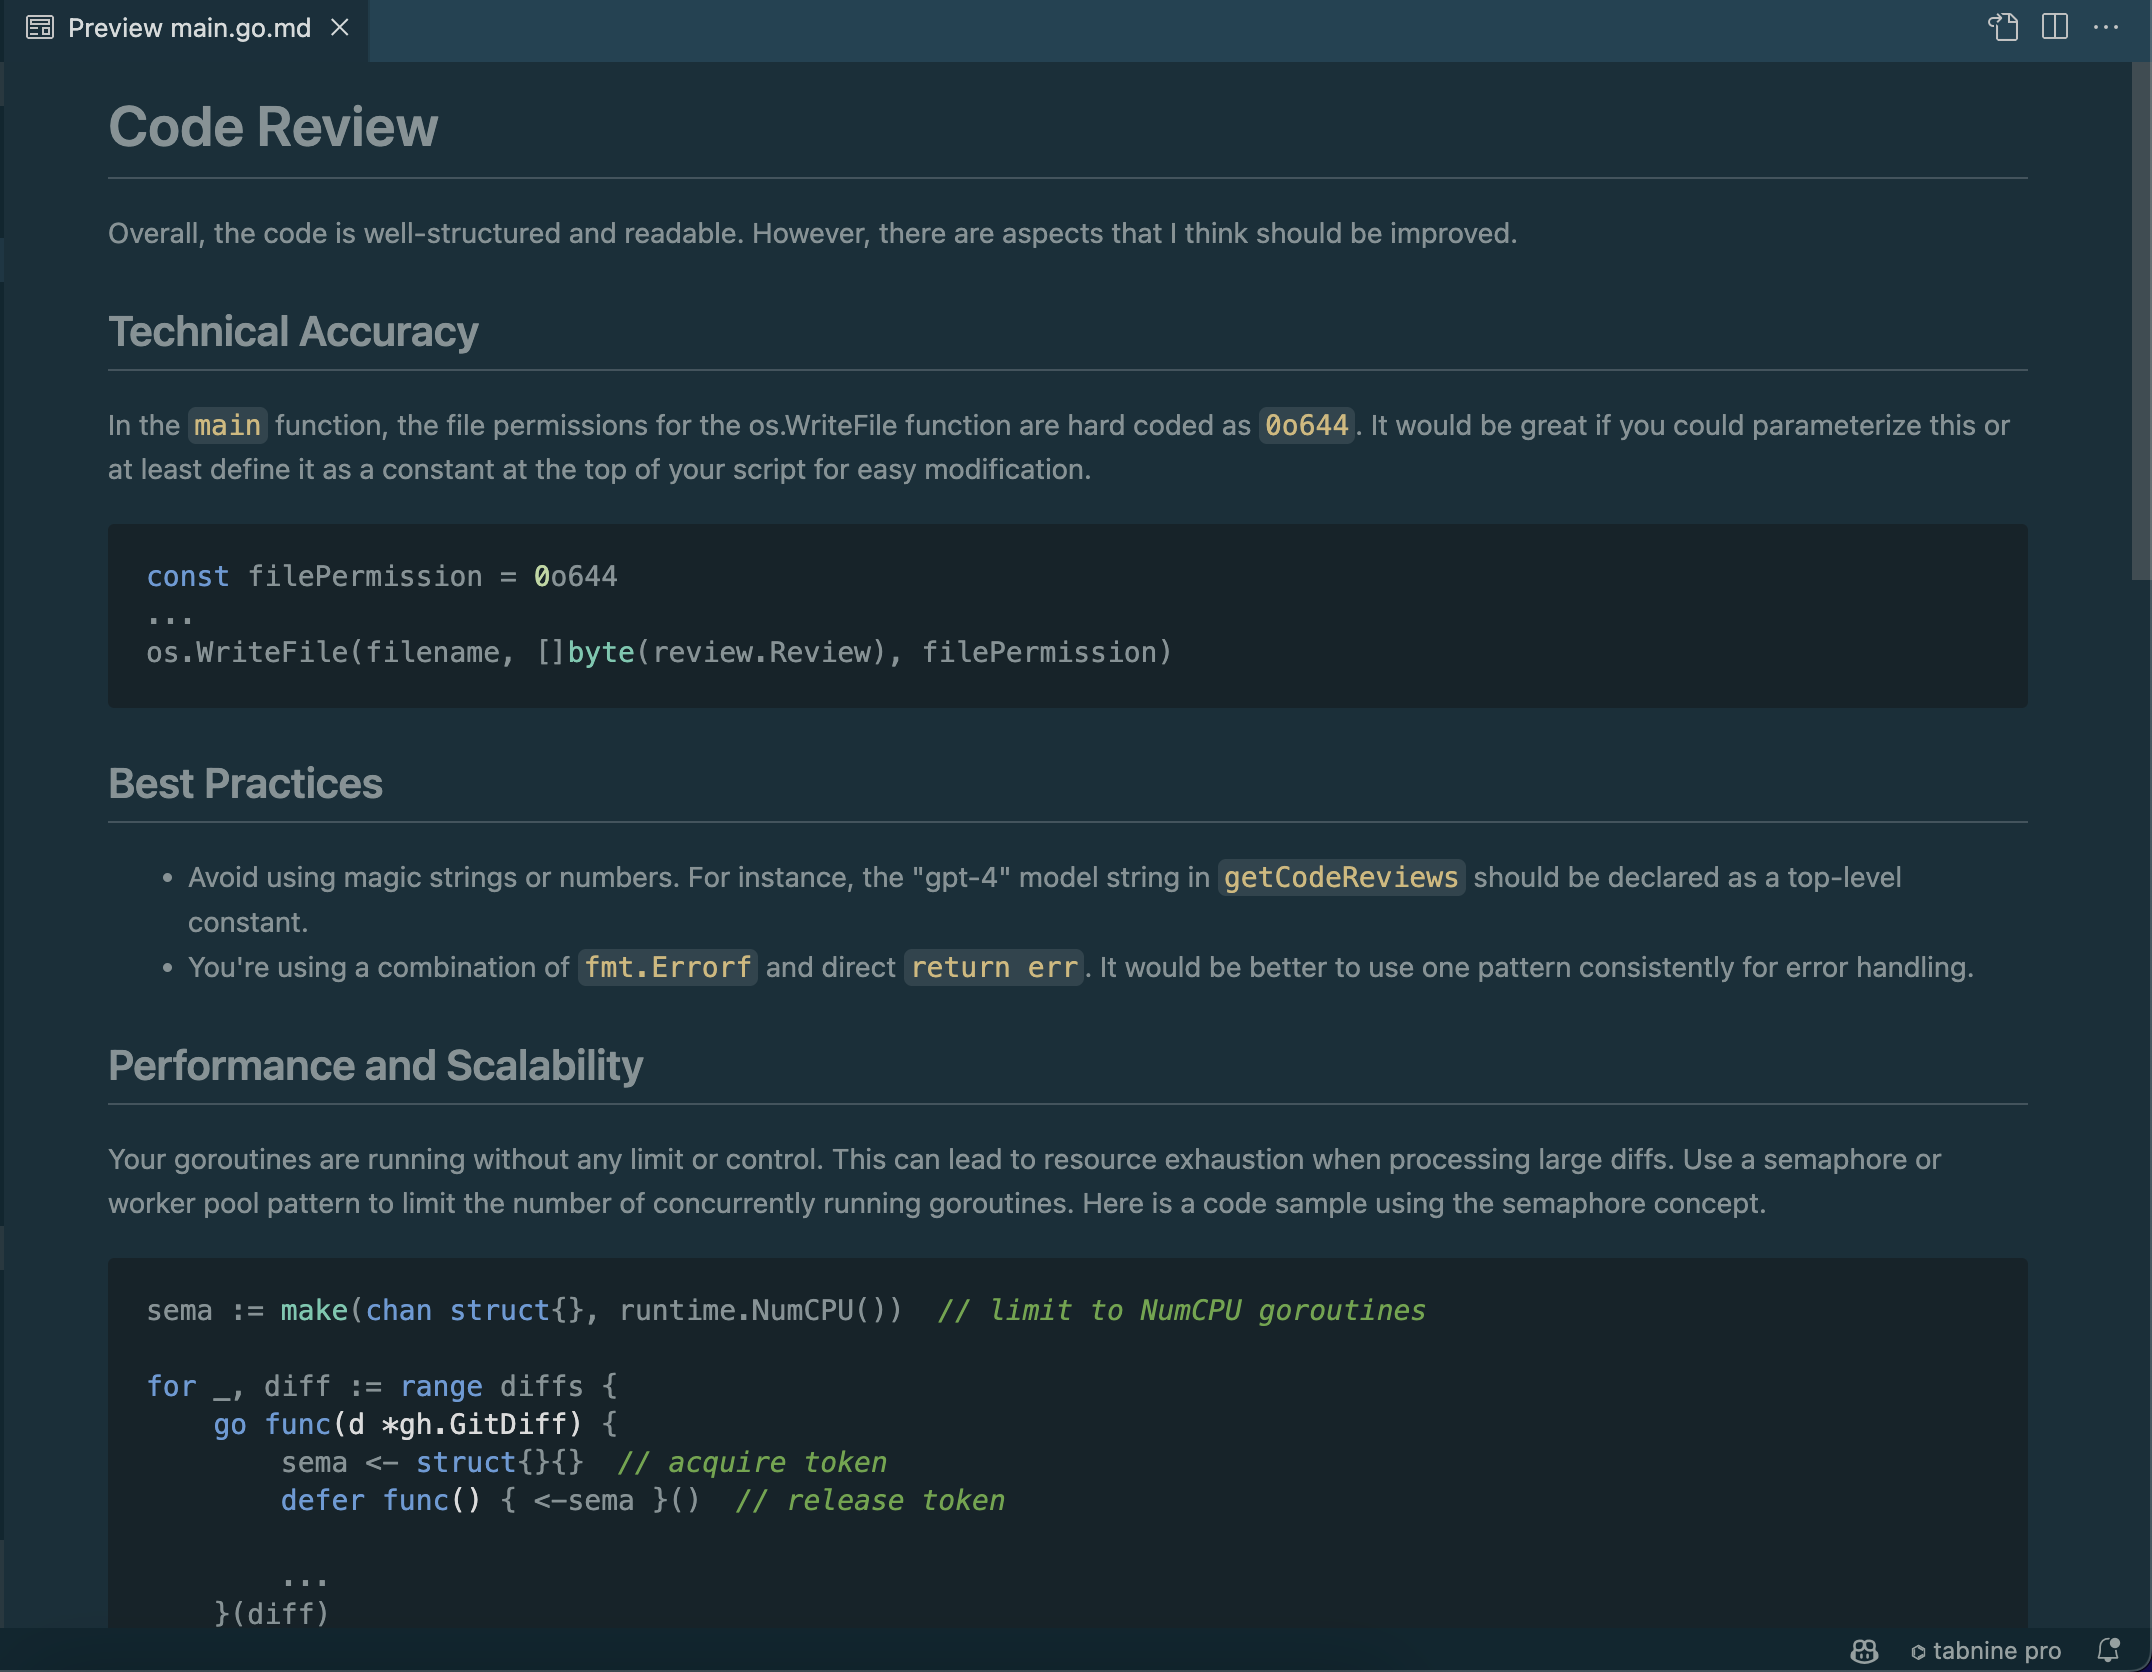 Preview main.go.md
Code Review
Overall, the code is well-structured and readable. However, there are aspects that I think should be improved.
Technical Accuracy
In the main function, the file permissions for the os.WriteFile function are hard coded as 0o644. It would be great if you could parameterize this or
at least define it as a constant at the top of your script for easy modification.
const filePermission = 0o644
...
os.WriteFile(filename, []byte(review.Review), filePermission)
Best Practices
• Avoid using magic strings or numbers. For instance, the "gpt-4" model string in getCodeReviews should be declared as a top-level
constant.
• You're using a combination of fmt.Errorf and direct return err. It would be better to use one pattern consistently for error handling.
Performance and Scalability
Your goroutines are running without any limit or control. This can lead to resource exhaustion when processing large diffs. Use a semaphore or
worker pool pattern to limit the number of concurrently running goroutines. Here is a code sample using the semaphore concept.
sema := make(chan struct{}, runtime.NumCPU())  // limit to NumCPU goroutines
for _, diff := range diffs {
    go func(d *gh.GitDiff) {
        sema <- struct{}{}  // acquire token
        defer func() { <-sema }()  // release token
        ...
    }(diff)
tabnine pro